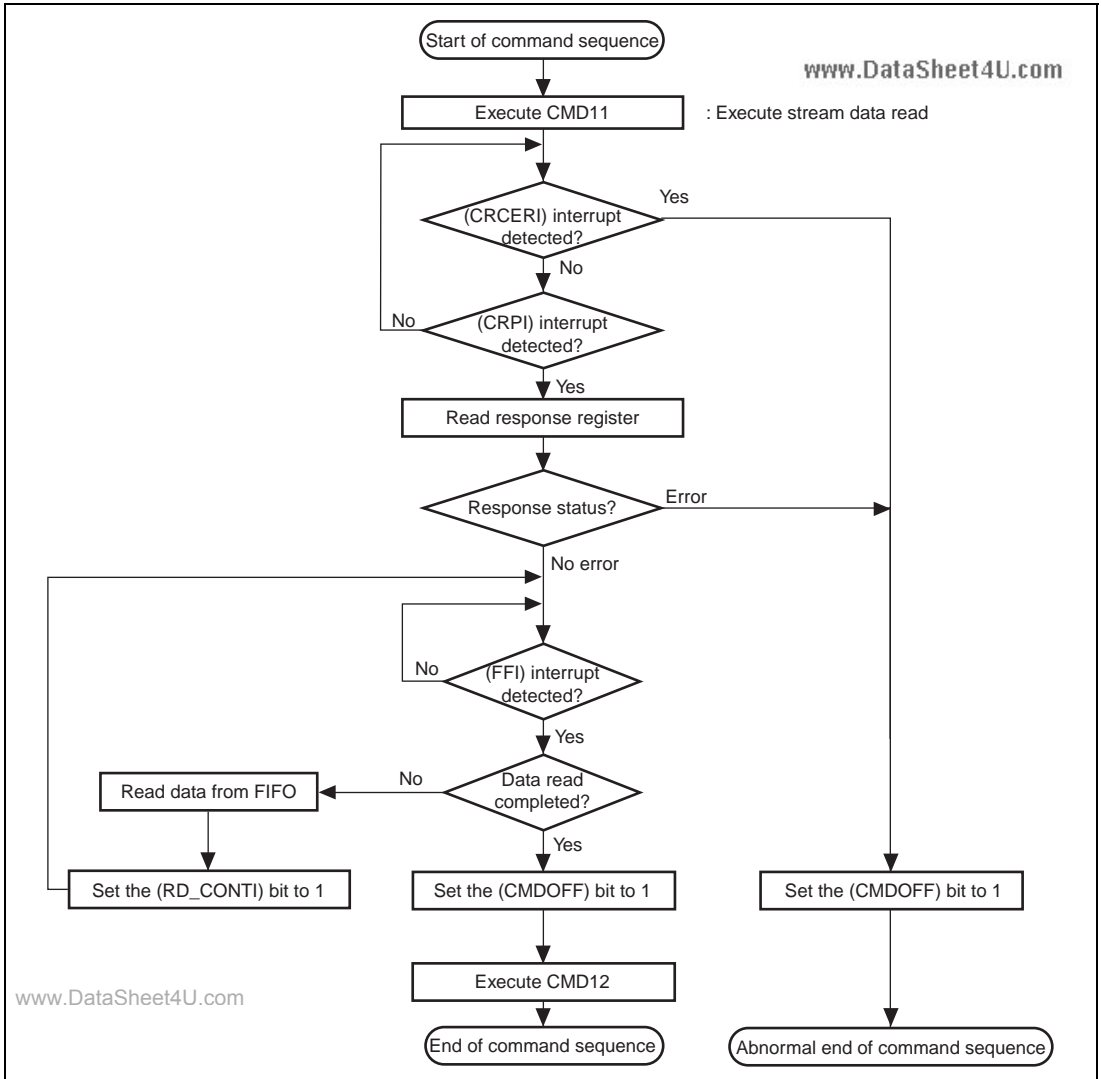 Start of command sequence
www.DataSheet4U.com
Execute CMD11
: Execute stream data read
(CRCERI) interrupt
detected?
Yes
No
(CRPI) interrupt
detected?
No
Yes
Read response register
Response status?
Error
No error
(FFI) interrupt
detected?
No
Yes
Data read
completed?
No
Read data from FIFO
Yes
Set the (RD_CONTI) bit to 1
Set the (CMDOFF) bit to 1
Set the (CMDOFF) bit to 1
Execute CMD12
www.DataSheet4U.com
End of command sequence
Abnormal end of command sequence